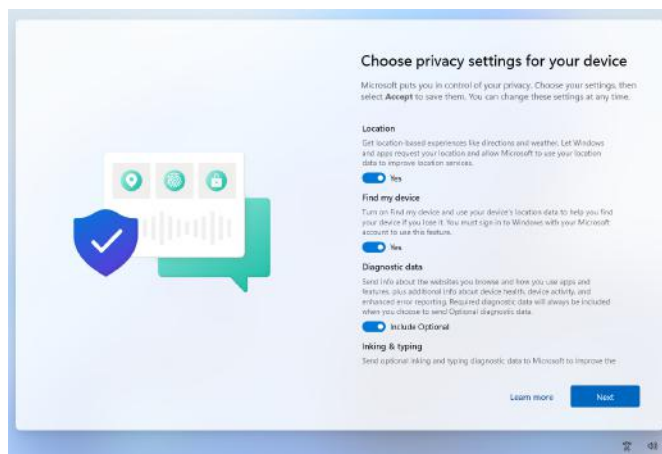 Choose privacy settings for your device
Microsoft puts you in control of your privacy. Choose your settings, then
select Accept to save them. You can change these settings at any time.
Location
Get location-based experiences like directions and weather. Let Windows
and apps request your location and allow Microsoft to use your location
data to improve location services.
Yes
Find my device
Turn on Find my device and use your device's location data to help you find
your device if you lose it. You must sign in to Windows with your Microsoft
account to use this feature.
Yes
Diagnostic data
Send info about the websites you browse and how you use apps and
features, plus additional info about device health, device activity, and
enhanced error reporting. Required diagnostic data will always be included
when you choose to send Optional diagnostic data.
Include Optional
Inking & typing
Send optional inking and typing diagnostic data to Microsoft to improve the
Learn more
Next